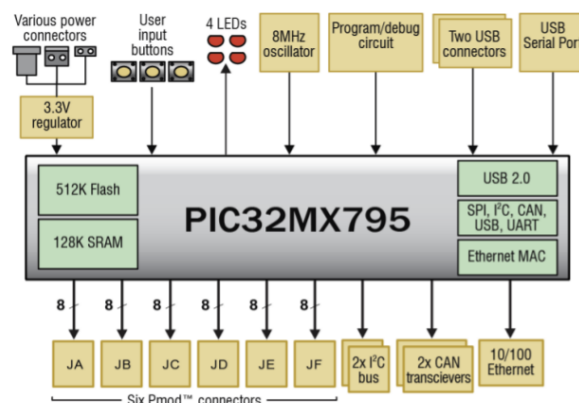 Various power
connectors
User
input
buttons
4 LEDs
8MHz
oscillator
Program/debug
circuit
Two USB
connectors
USB
Serial Port
3.3V
regulator
512K Flash
128K SRAM
PIC32MX795
USB 2.0
SPI, I²C, CAN,
USB, UART
Ethernet MAC
8
8
8
8
8
8
JA
JB
JC
JD
JE
JF
2x I²C
bus
2x CAN
transcievers
10/100
Ethernet
Six Pmod™ connectors